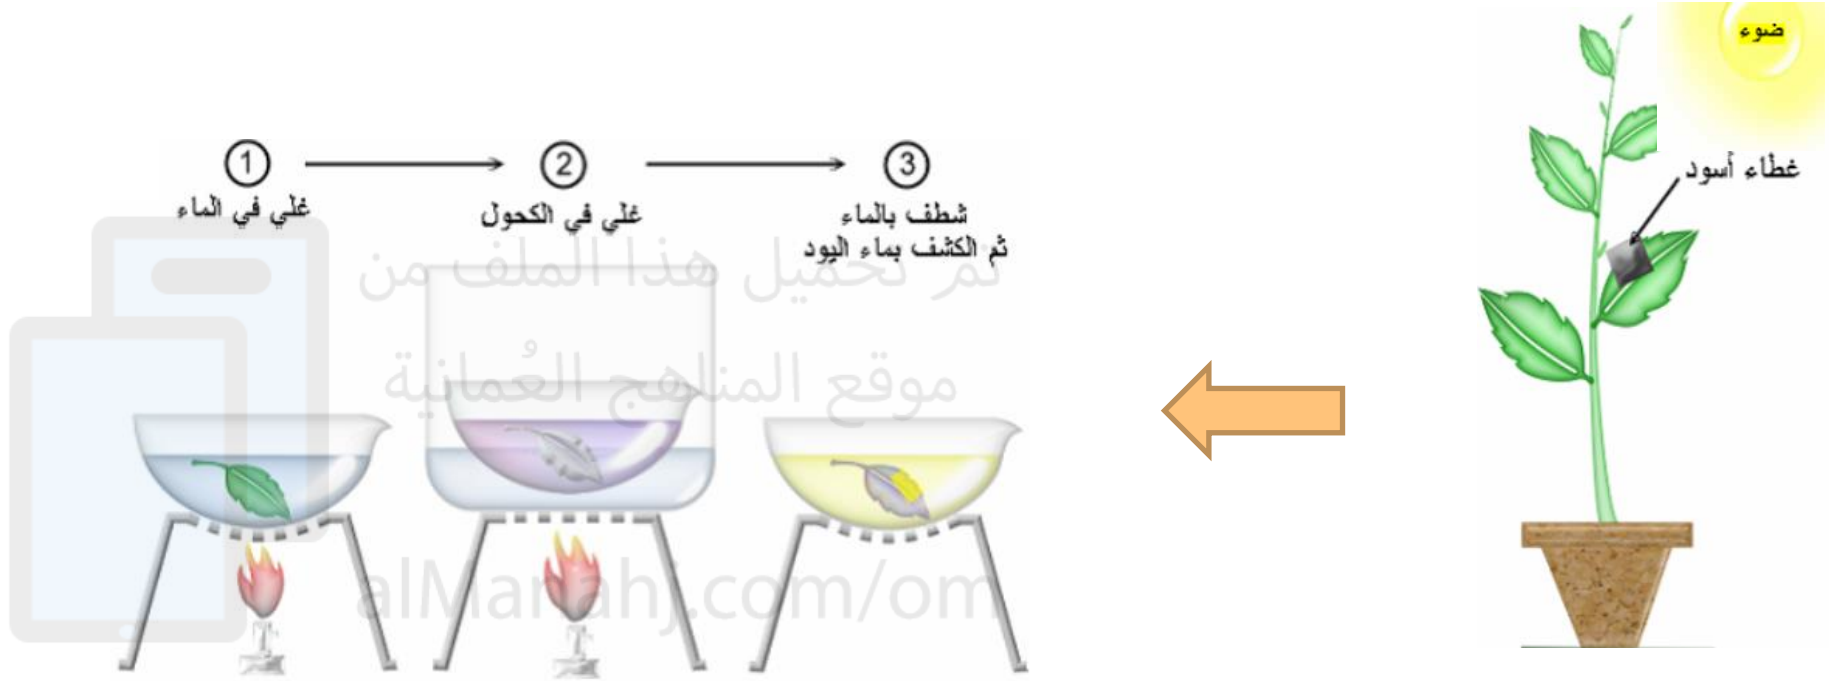 ضوء
غطاء أسود
1
غلي في الماء
2
غلي في الكحول
3
شطف بالماء
ثم الكشف بماء اليود
تم تحميل هذا الملف من
موقع المناهج العُمانية
alManahj.com/om